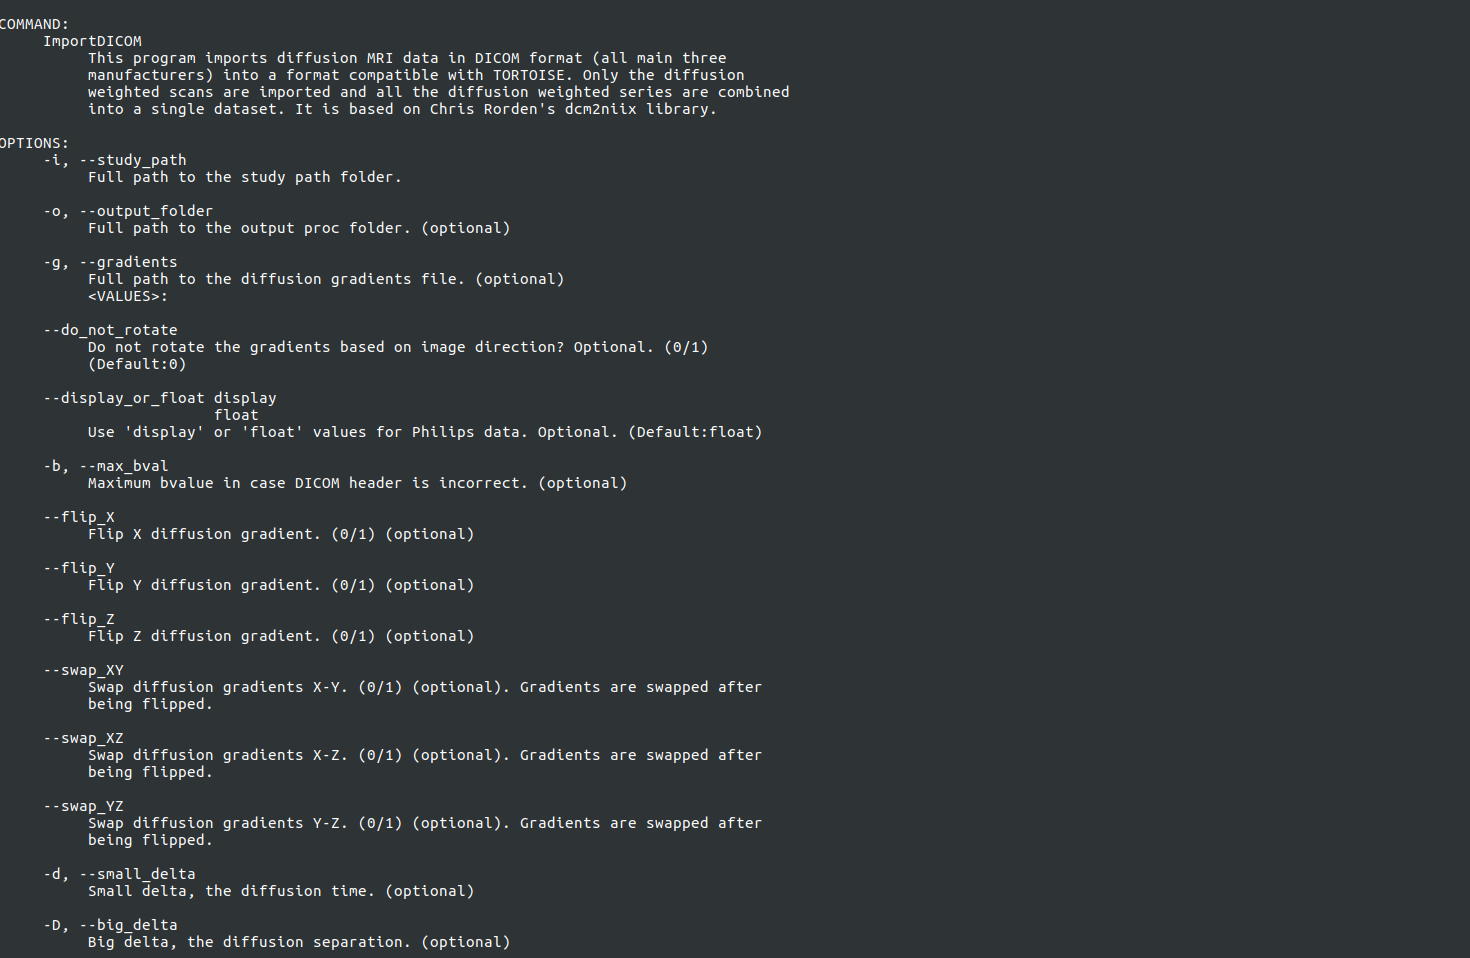 COMMAND:
ImportDICOM
This program imports diffusion MRI data in DICOM format (all main three
manufacturers) into a format compatible with TORTOISE. Only the diffusion
weighted scans are imported and all the diffusion weighted series are combined
into a single dataset. It is based on Chris Rorden's dcm2niix library.
OPTIONS:
-i, --study_path
Full path to the study path folder.
-o, --output_folder
Full path to the output proc folder. (optional)
-g, --gradients
Full path to the diffusion gradients file. (optional)
<VALUES>:
--do_not_rotate
Do not rotate the gradients based on image direction? Optional. (0/1)
(Default:0)
--display_or_float display
float
Use 'display' or 'float' values for Philips data. Optional. (Default:float)
-b, --max_bval
Maximum bvalue in case DICOM header is incorrect. (optional)
--flip_X
Flip X diffusion gradient. (0/1) (optional)
--flip_Y
Flip Y diffusion gradient. (0/1) (optional)
--flip_Z
Flip Z diffusion gradient. (0/1) (optional)
--swap_XY
Swap diffusion gradients X-Y. (0/1) (optional). Gradients are swapped after
being flipped.
--swap_XZ
Swap diffusion gradients X-Z. (0/1) (optional). Gradients are swapped after
being flipped.
--swap_YZ
Swap diffusion gradients Y-Z. (0/1) (optional). Gradients are swapped after
being flipped.
-d, --small_delta
Small delta, the diffusion time. (optional)
-D, --big_delta
Big delta, the diffusion separation. (optional)